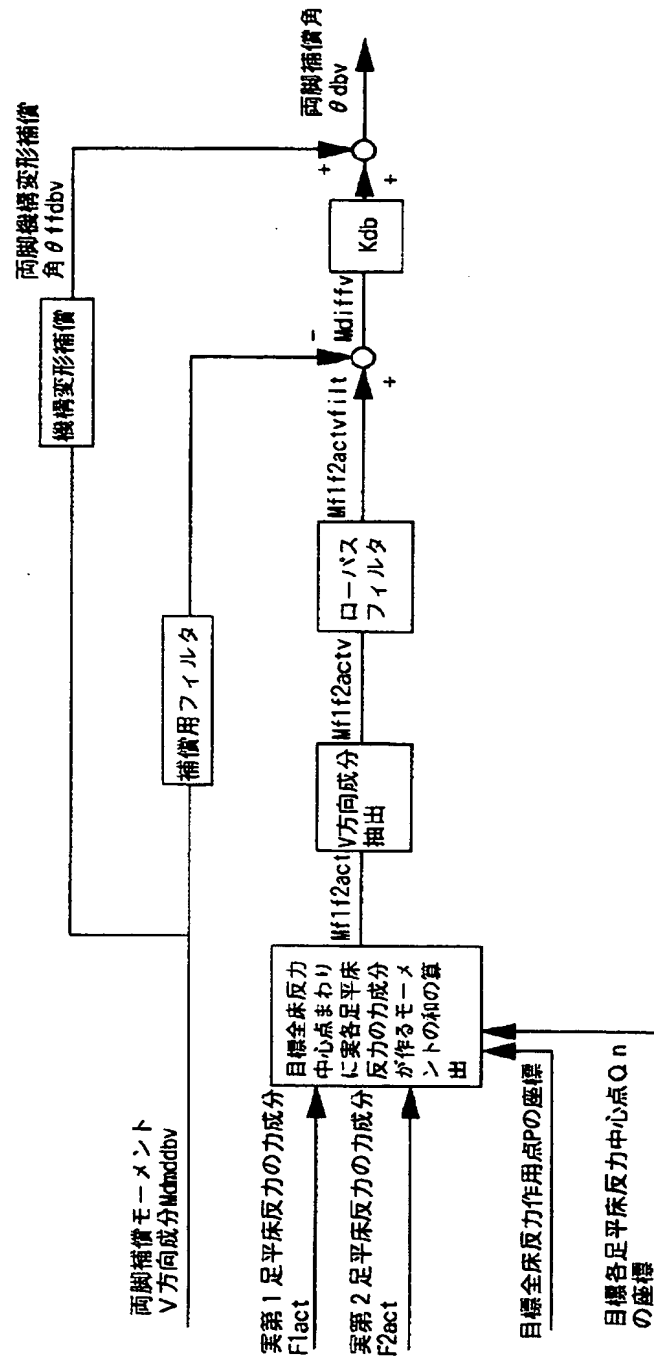 両脚補償モーメント
V方向成分Mdmddbv
機構変形補償
両脚機構変形補償
角θffdbv
補償用フィルタ
実第1足平床反力の力成分
F1act
実第2足平床反力の力成分
F2act
目標全床反力作用点Pの座標
目標各足平床反力中心点Qn
の座標
目標全床反力
中心点まわり
に実各足平床
反力の力成分
が作るモーメ
ントの和の算
出
Mf1f2act
V方向成分
抽出
Mf1f2actv
ローパス
フィルタ
Mf1f2actvfilt
+
-
Mdiffv
Kdb
+
+
両脚補償角
θdbv